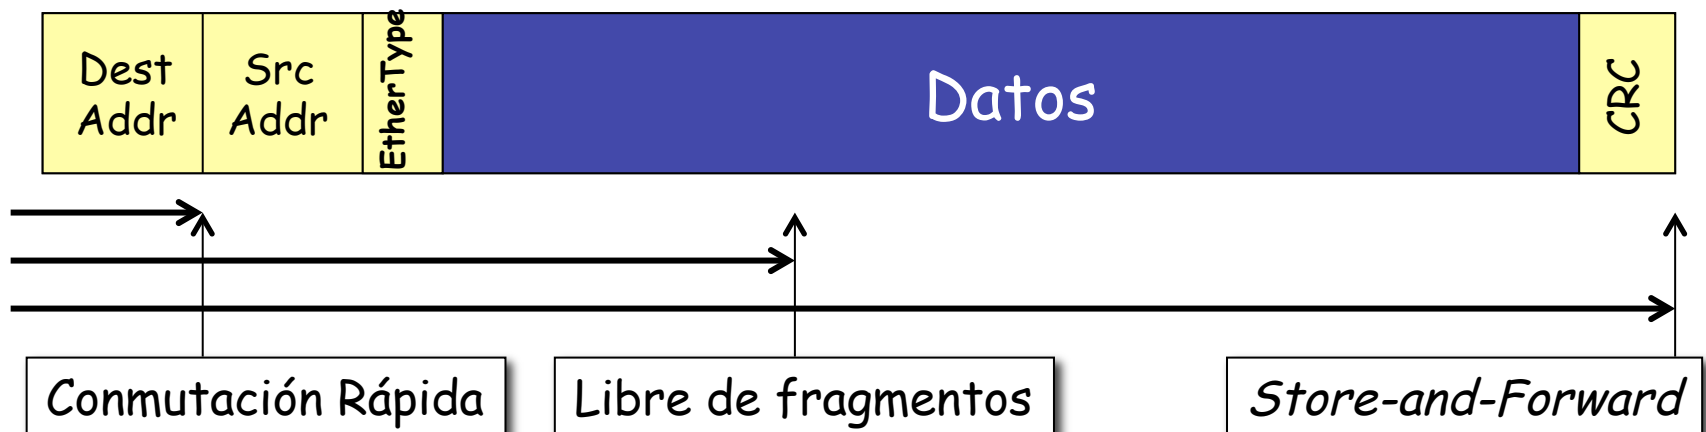 Dest
Addr
Src
Addr
EtherType
Datos
CRC
Conmutación Rápida
Libre de fragmentos
Store-and-Forward